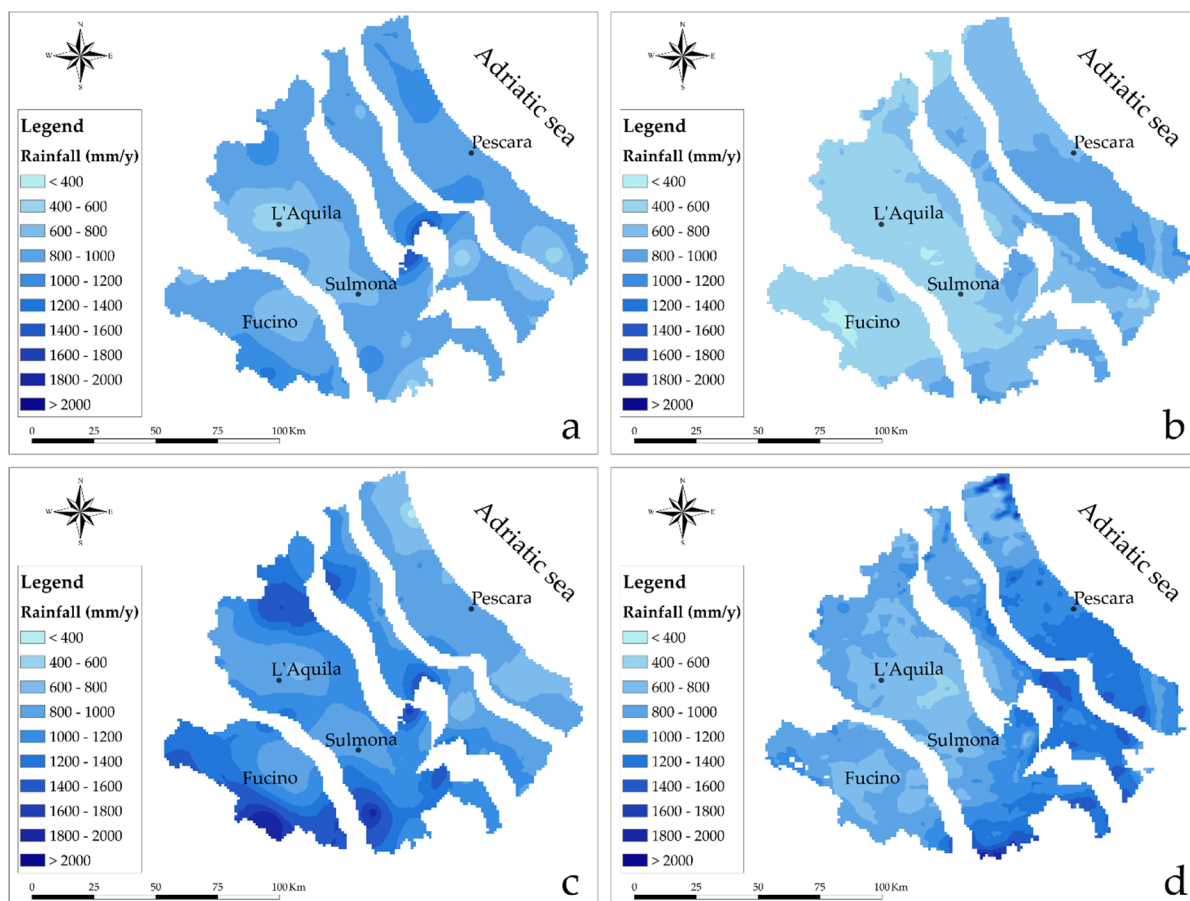 N
W E
S
Adriatic sea
Legend
Rainfall (mm/y)
< 400
400 - 600
600 - 800
800 - 1000
1000 - 1200
1200 - 1400
1400 - 1600
1600 - 1800
1800 - 2000
> 2000
Pescara
L'Aquila
Sulmona
Fucino
0 25 50 75 100 Km
a
N
W E
S
Adriatic sea
Legend
Rainfall (mm/y)
< 400
400 - 600
600 - 800
800 - 1000
1000 - 1200
1200 - 1400
1400 - 1600
1600 - 1800
1800 - 2000
> 2000
Pescara
L'Aquila
Sulmona
Fucino
0 25 50 75 100 Km
b
N
W E
S
Adriatic sea
Legend
Rainfall (mm/y)
< 400
400 - 600
600 - 800
800 - 1000
1000 - 1200
1200 - 1400
1400 - 1600
1600 - 1800
1800 - 2000
> 2000
Pescara
L'Aquila
Sulmona
Fucino
0 25 50 75 100 Km
c
N
W E
S
Adriatic sea
Legend
Rainfall (mm/y)
< 400
400 - 600
600 - 800
800 - 1000
1000 - 1200
1200 - 1400
1400 - 1600
1600 - 1800
1800 - 2000
> 2000
Pescara
L'Aquila
Sulmona
Fucino
0 25 50 75 100 Km
d